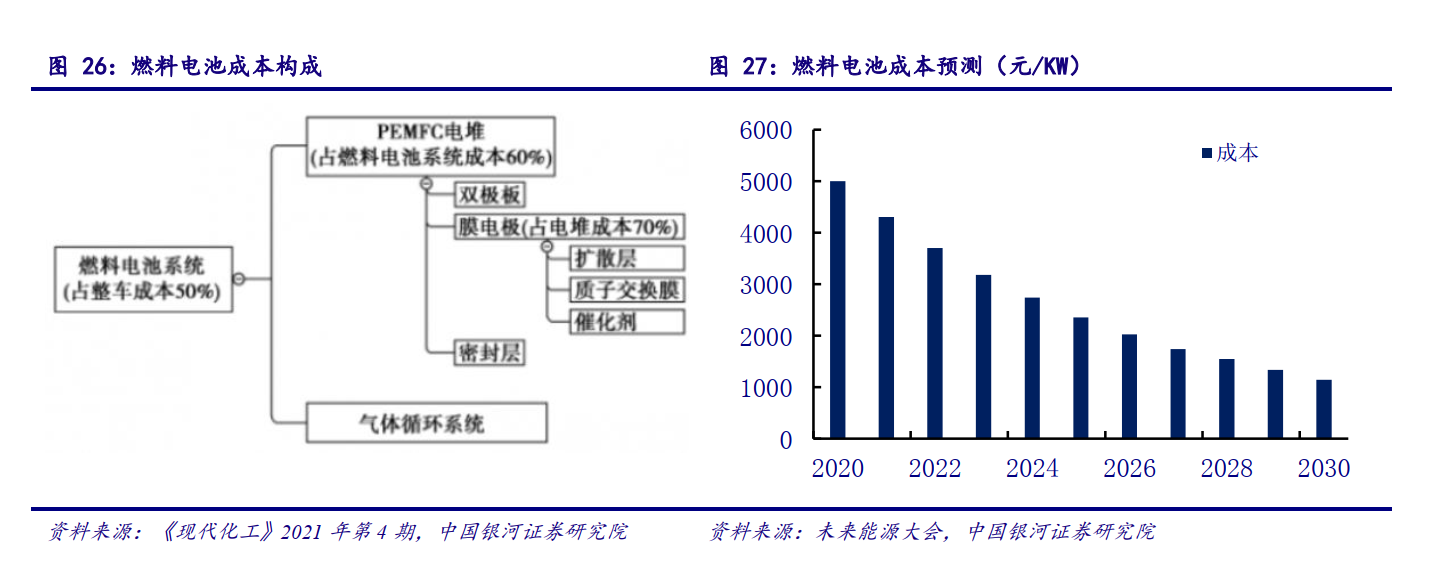 图 26：燃料电池成本构成
PEMFC电堆
(占燃料电池系统成本60%)
双极板
膜电极(占电堆成本70%)
扩散层
质子交换膜
催化剂
密封层
燃料电池系统
(占整车成本50%)
气体循环系统
资料来源：《现代化工》2021 年第 4 期，中国银河证券研究院
图 27：燃料电池成本预测（元/KW）
成本
6000
5000
4000
3000
2000
1000
0
2020 2022 2024 2026 2028 2030
资料来源：未来能源大会，中国银河证券研究院